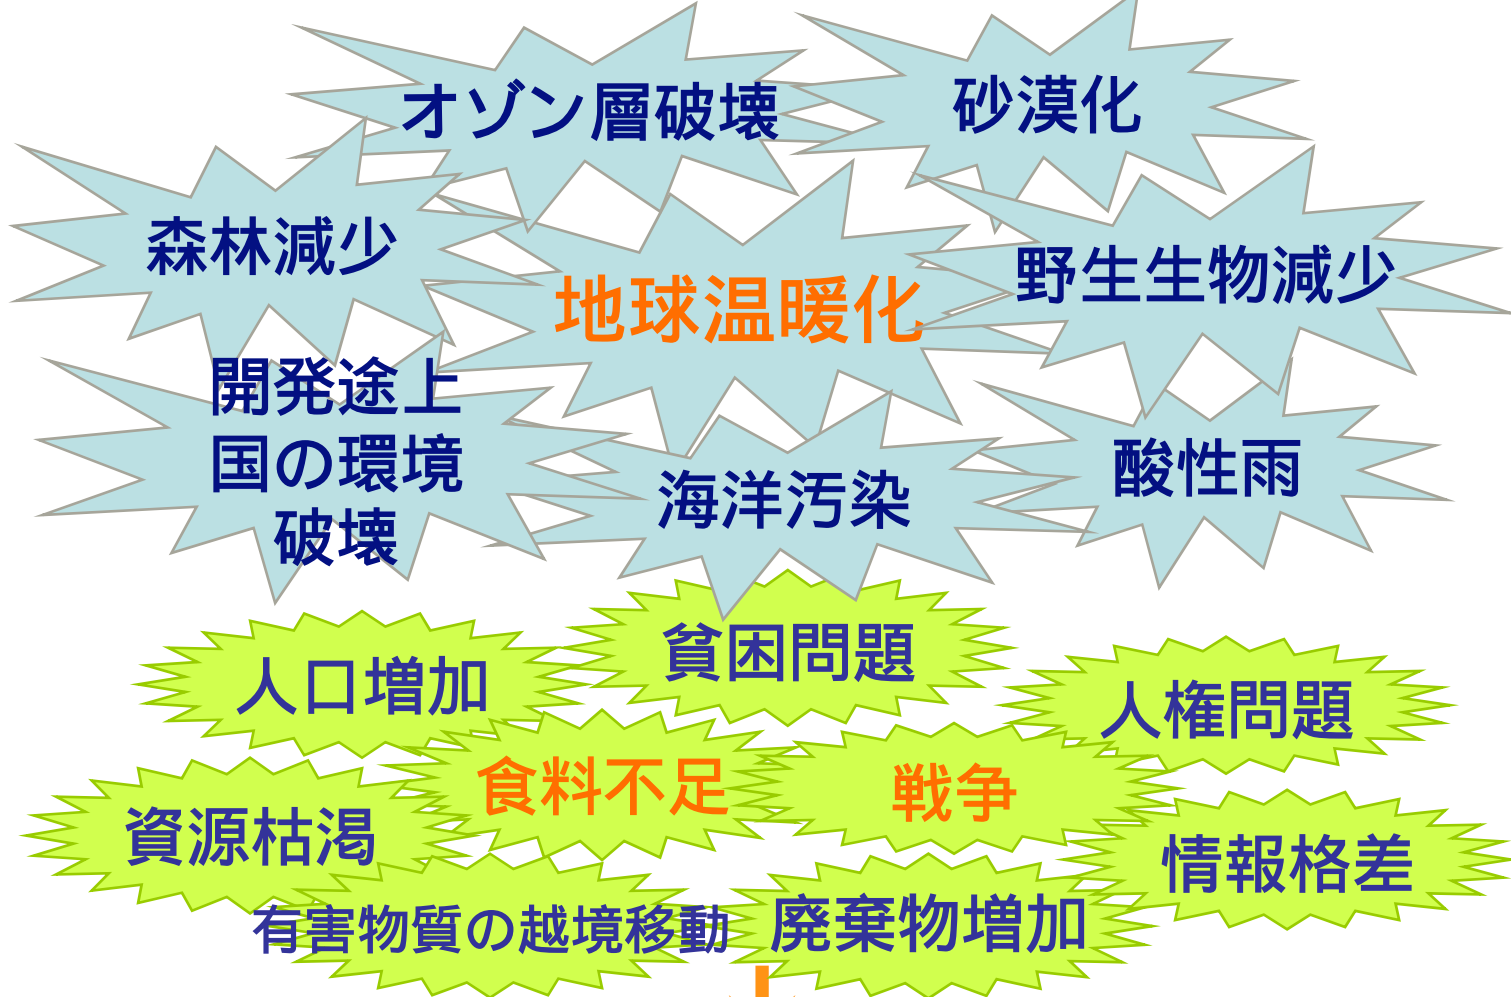 オゾン層破壊
砂漠化
森林減少
地球温暖化
野生生物減少
開発途上
国の環境
破壊
海洋汚染
酸性雨
人口増加
貧困問題
人権問題
食料不足
戦争
資源枯渇
情報格差
有害物質の越境移動
廃棄物増加